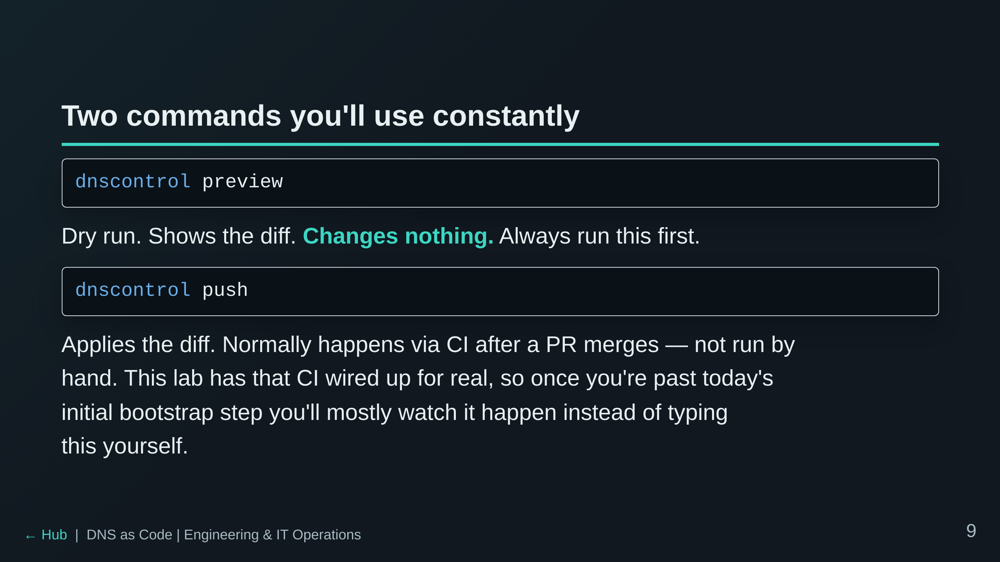 Two commands you'll use constantly
dnscontrol preview
Dry run. Shows the diff. Changes nothing. Always run this first.
dnscontrol push
Applies the diff. Normally happens via CI after a PR merges — not run by
hand. This lab has that CI wired up for real, so once you're past today's
initial bootstrap step you'll mostly watch it happen instead of typing
this yourself.
← Hub | DNS as Code | Engineering & IT Operations
9